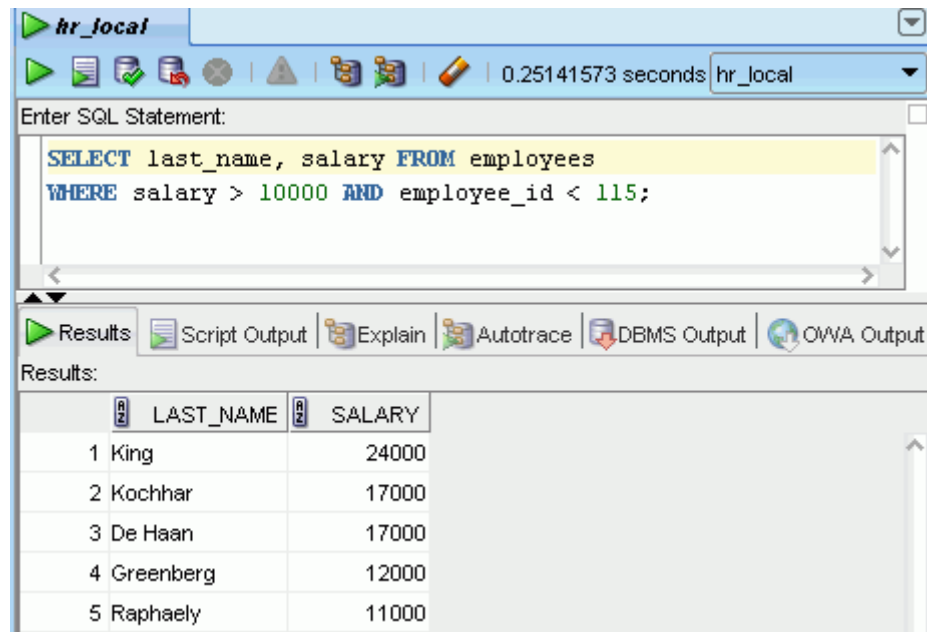 hr_local
0.25141573 seconds hr_local
Enter SQL Statement:
SELECT last_name, salary FROM employees
WHERE salary > 10000 AND employee_id < 115;
Results Script Output Explain Autotrace DBMS Output OWA Output
Results:
LAST_NAME SALARY
1 King 24000
2 Kochhar 17000
3 De Haan 17000
4 Greenberg 12000
5 Raphaely 11000